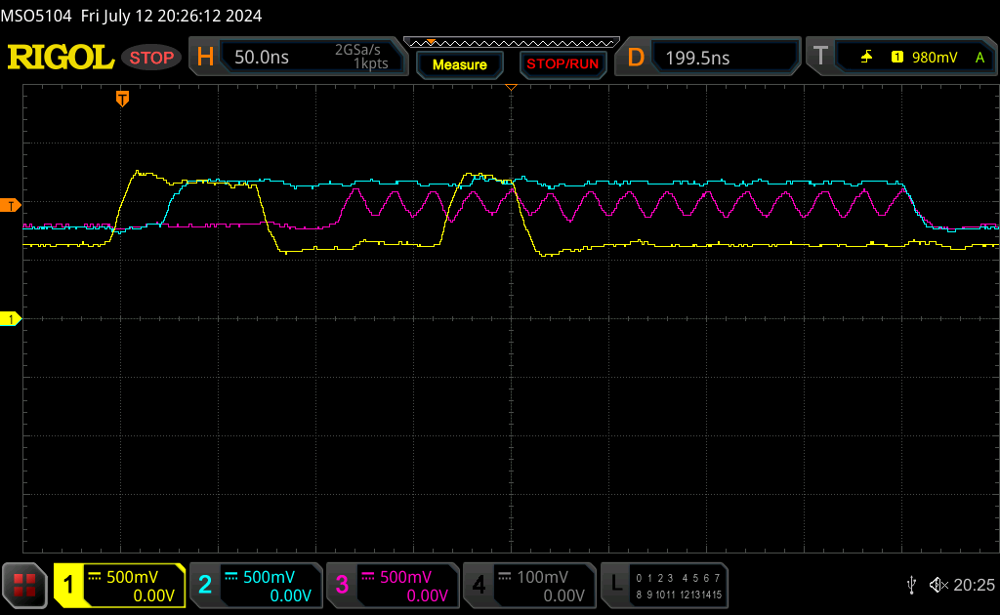 MSO5104 Fri July 12 20:26:12 2024
RIGOL STOP H 50.0ns 2GSa/s 1kpts Measure STOP/RUN D 199.5ns T 1 980mV A
T
T
1
1 500mV 0.00V 2 500mV 0.00V 3 500mV 0.00V 4 100mV 0.00V L 0 1 2 3 4 5 6 7
8 9 10 11 12 13 14 15
20:25